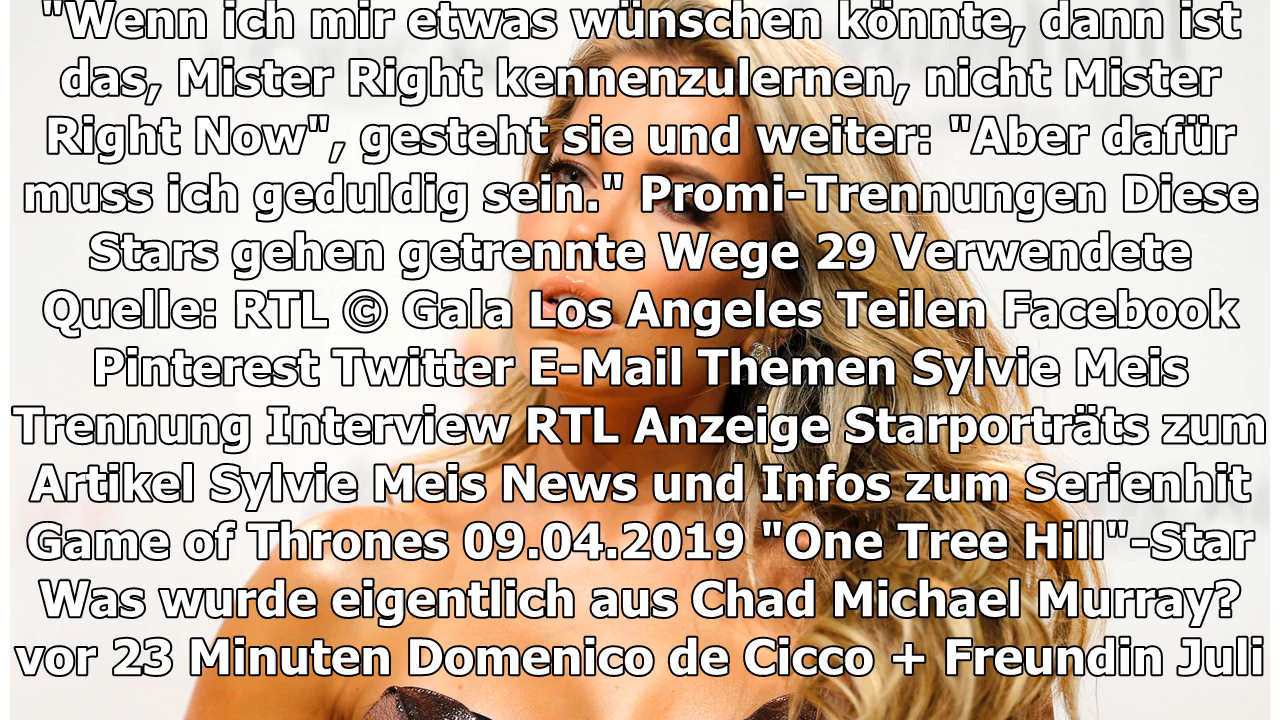 "Wenn ich mir etwas wünschen könnte, dann ist
das, Mister Right kennenzulernen, nicht Mister
Right Now", gesteht sie und weiter: "Aber dafür
muss ich geduldig sein." Promi-Trennungen Diese
Stars gehen getrennte Wege 29 Verwendete
Quelle: RTL © Gala Los Angeles Teilen Facebook
Pinterest Twitter E-Mail Themen Sylvie Meis
Trennung Interview RTL Anzeige Starporträts zum
Artikel Sylvie Meis News und Infos zum Serienhit
Game of Thrones 09.04.2019 "One Tree Hill"-Star
Was wurde eigentlich aus Chad Michael Murray?
vor 23 Minuten Domenico de Cicco + Freundin Juli